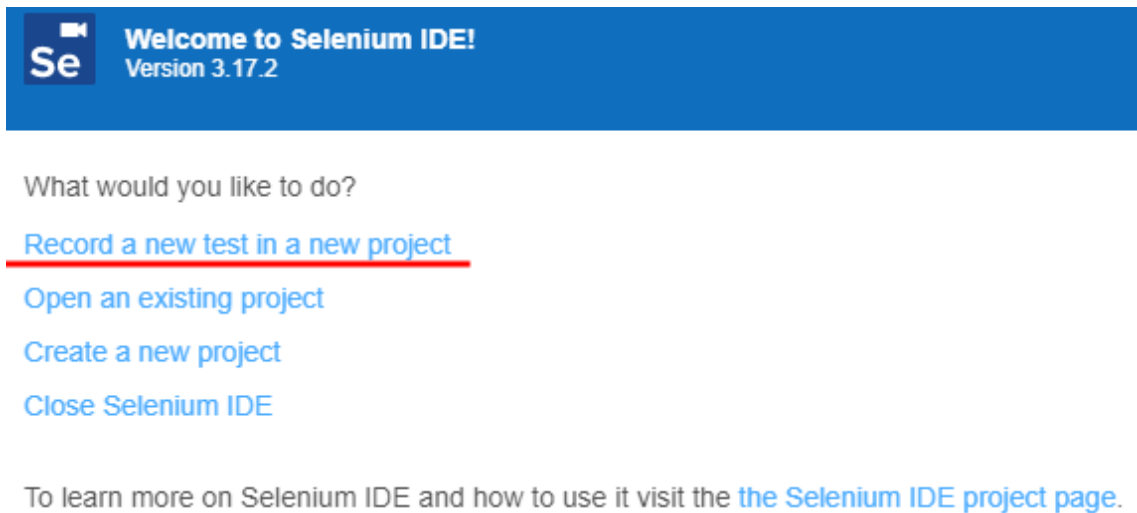 Se
Welcome to Selenium IDE!
Version 3.17.2
What would you like to do?
Record a new test in a new project
Open an existing project
Create a new project
Close Selenium IDE
To learn more on Selenium IDE and how to use it visit the the Selenium IDE project page.